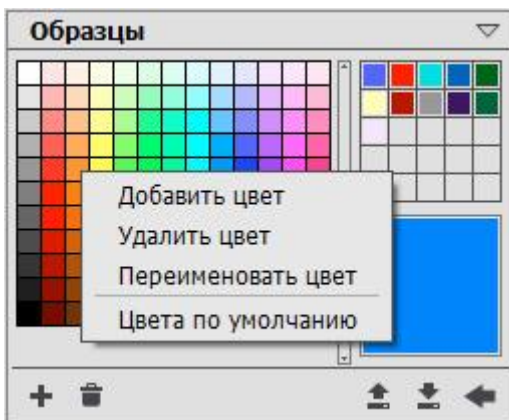 Образцы
Добавить цвет
Удалить цвет
Переименовать цвет
Цвета по умолчанию